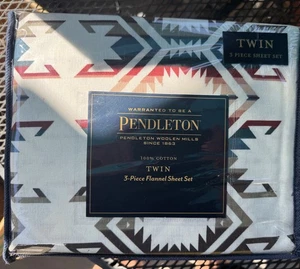 TWIN
3 PIECE SHEET SET
WARRANTED TO BE A
PENDLETON
PENDLETON WOOLEN MILLS
SINCE 1863
100% COTTON
TWIN
3-Piece Flannel Sheet Set